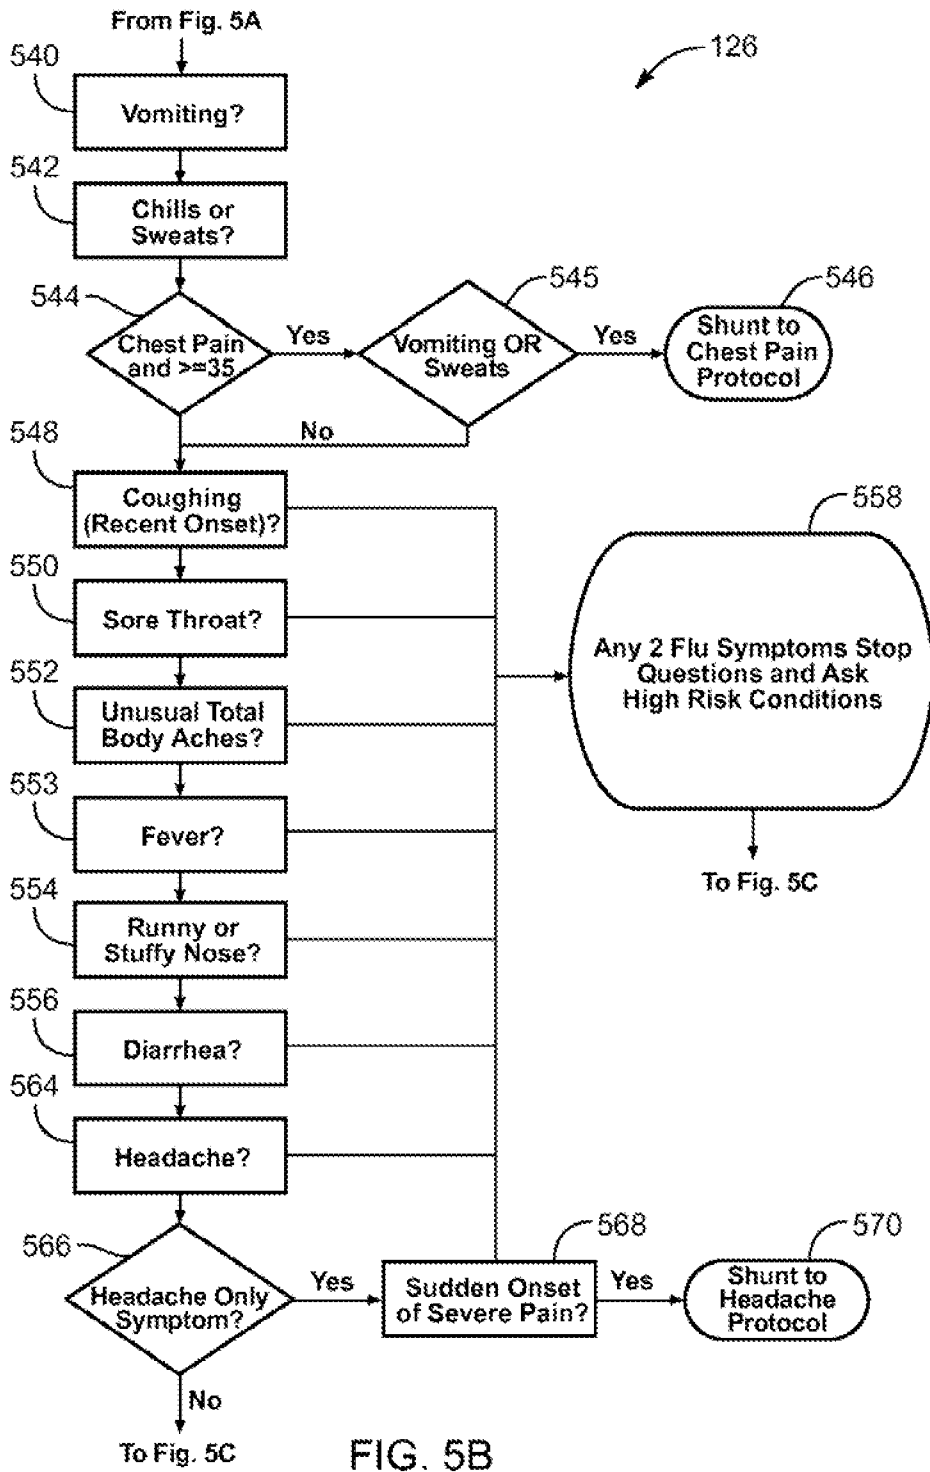 From Fig. 5A
126
540
Vomiting?
542
Chills or
Sweats?
544
Chest Pain
and >=35
Yes
545
Vomiting OR
Sweats
Yes
546
Shunt to
Chest Pain
Protocol
No
548
Coughing
(Recent Onset)?
550
Sore Throat?
552
Unusual Total
Body Aches?
553
Fever?
554
Runny or
Stuffy Nose?
556
Diarrhea?
558
Any 2 Flu Symptoms Stop
Questions and Ask
High Risk Conditions
To Fig. 5C
564
Headache?
566
Headache Only
Symptom?
Yes
568
Sudden Onset
of Severe Pain?
Yes
570
Shunt to
Headache
Protocol
No
To Fig. 5C
FIG. 5B